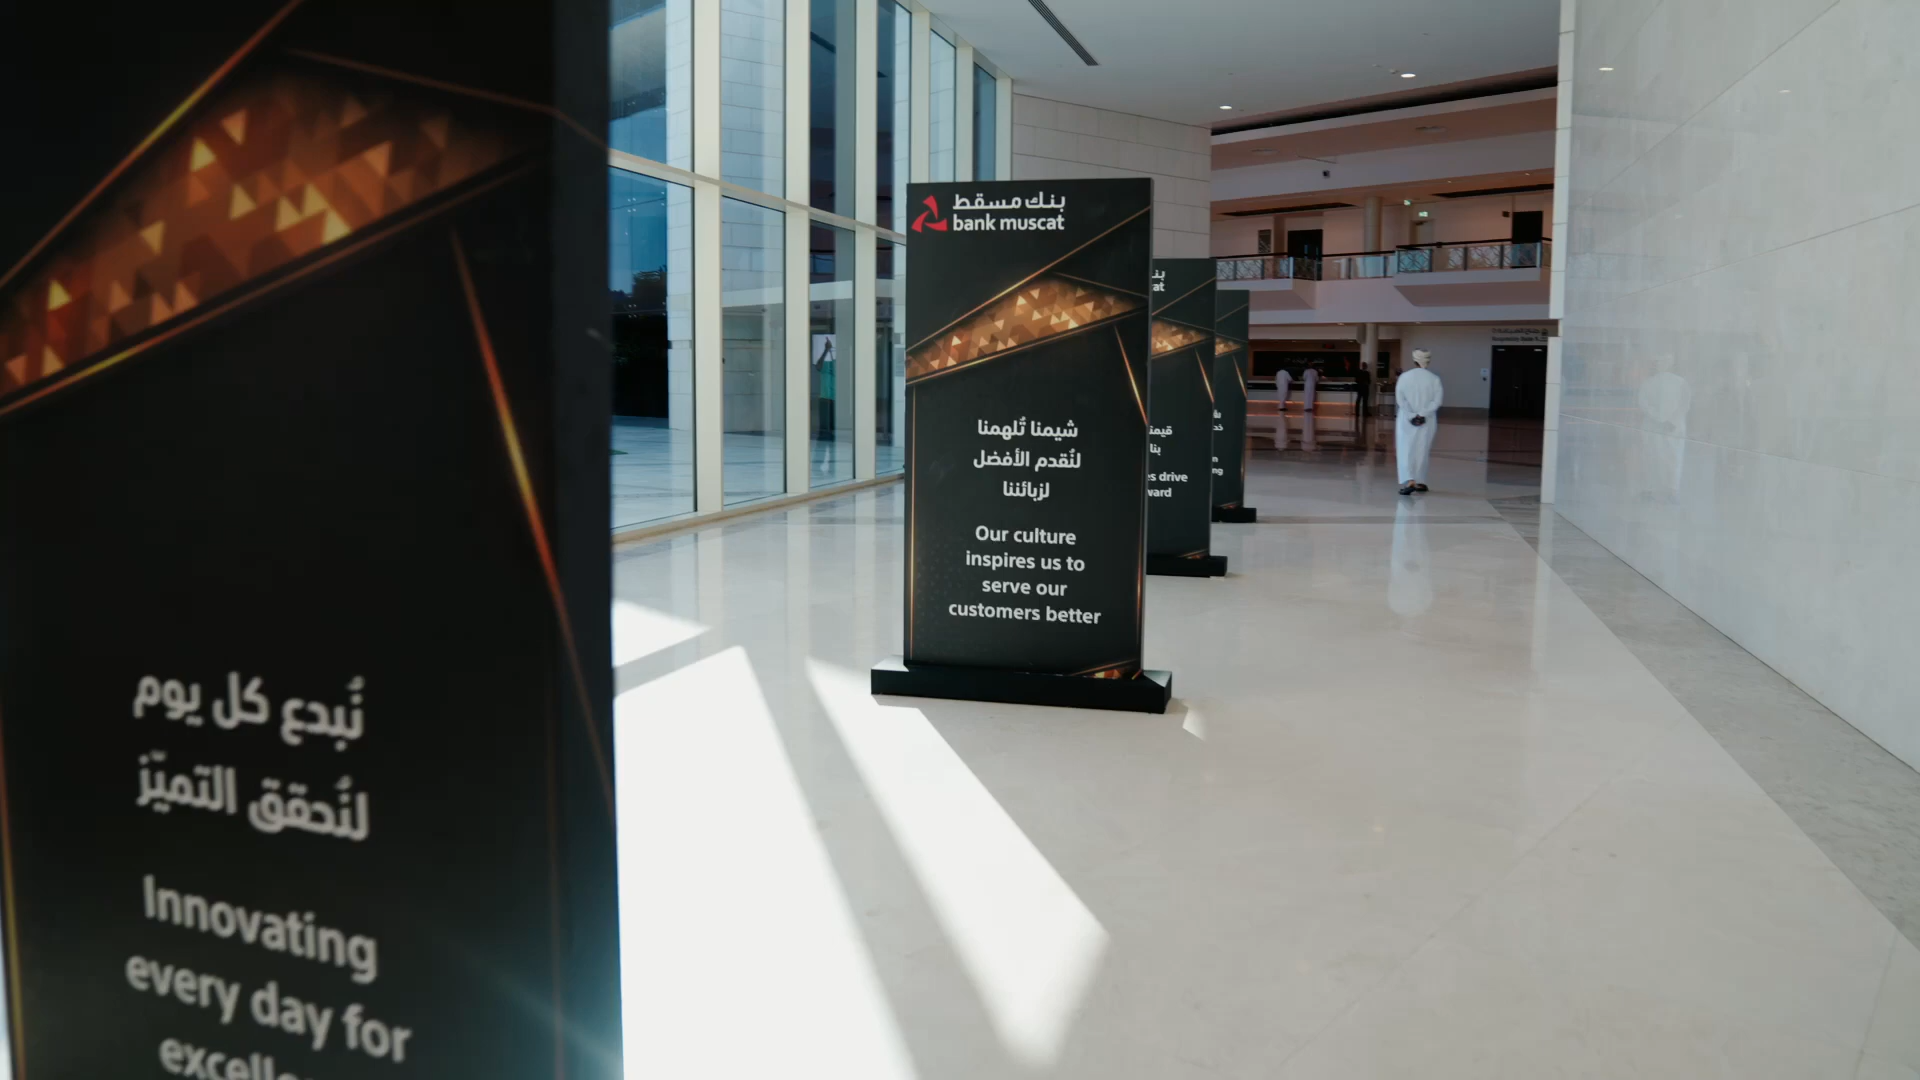 نُبدع كل يوم
لنُحقق التميّز
Innovating
every day for
بنك مسقط
bank muscat
شيمنا تُلهمنا
لنُقدم الأفضل
لزبائننا
Our culture
inspires us to
serve our
customers better
drive